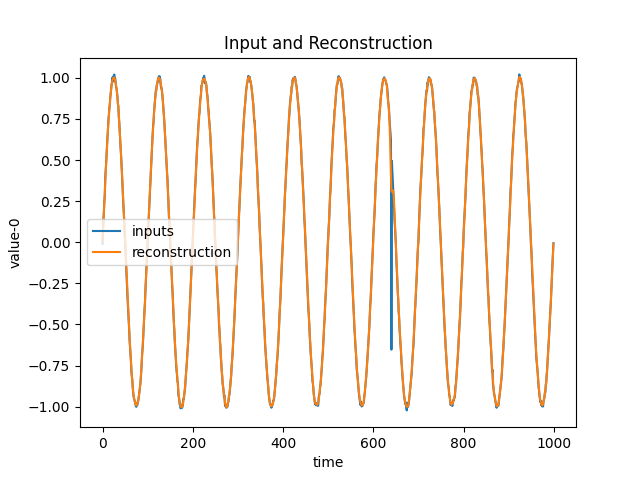 Input and Reconstruction
1.00
0.75
0.50
0.25
0.00
−0.25
−0.50
−0.75
−1.00
value-0
inputs
reconstruction
0 200 400 600 800 1000
time